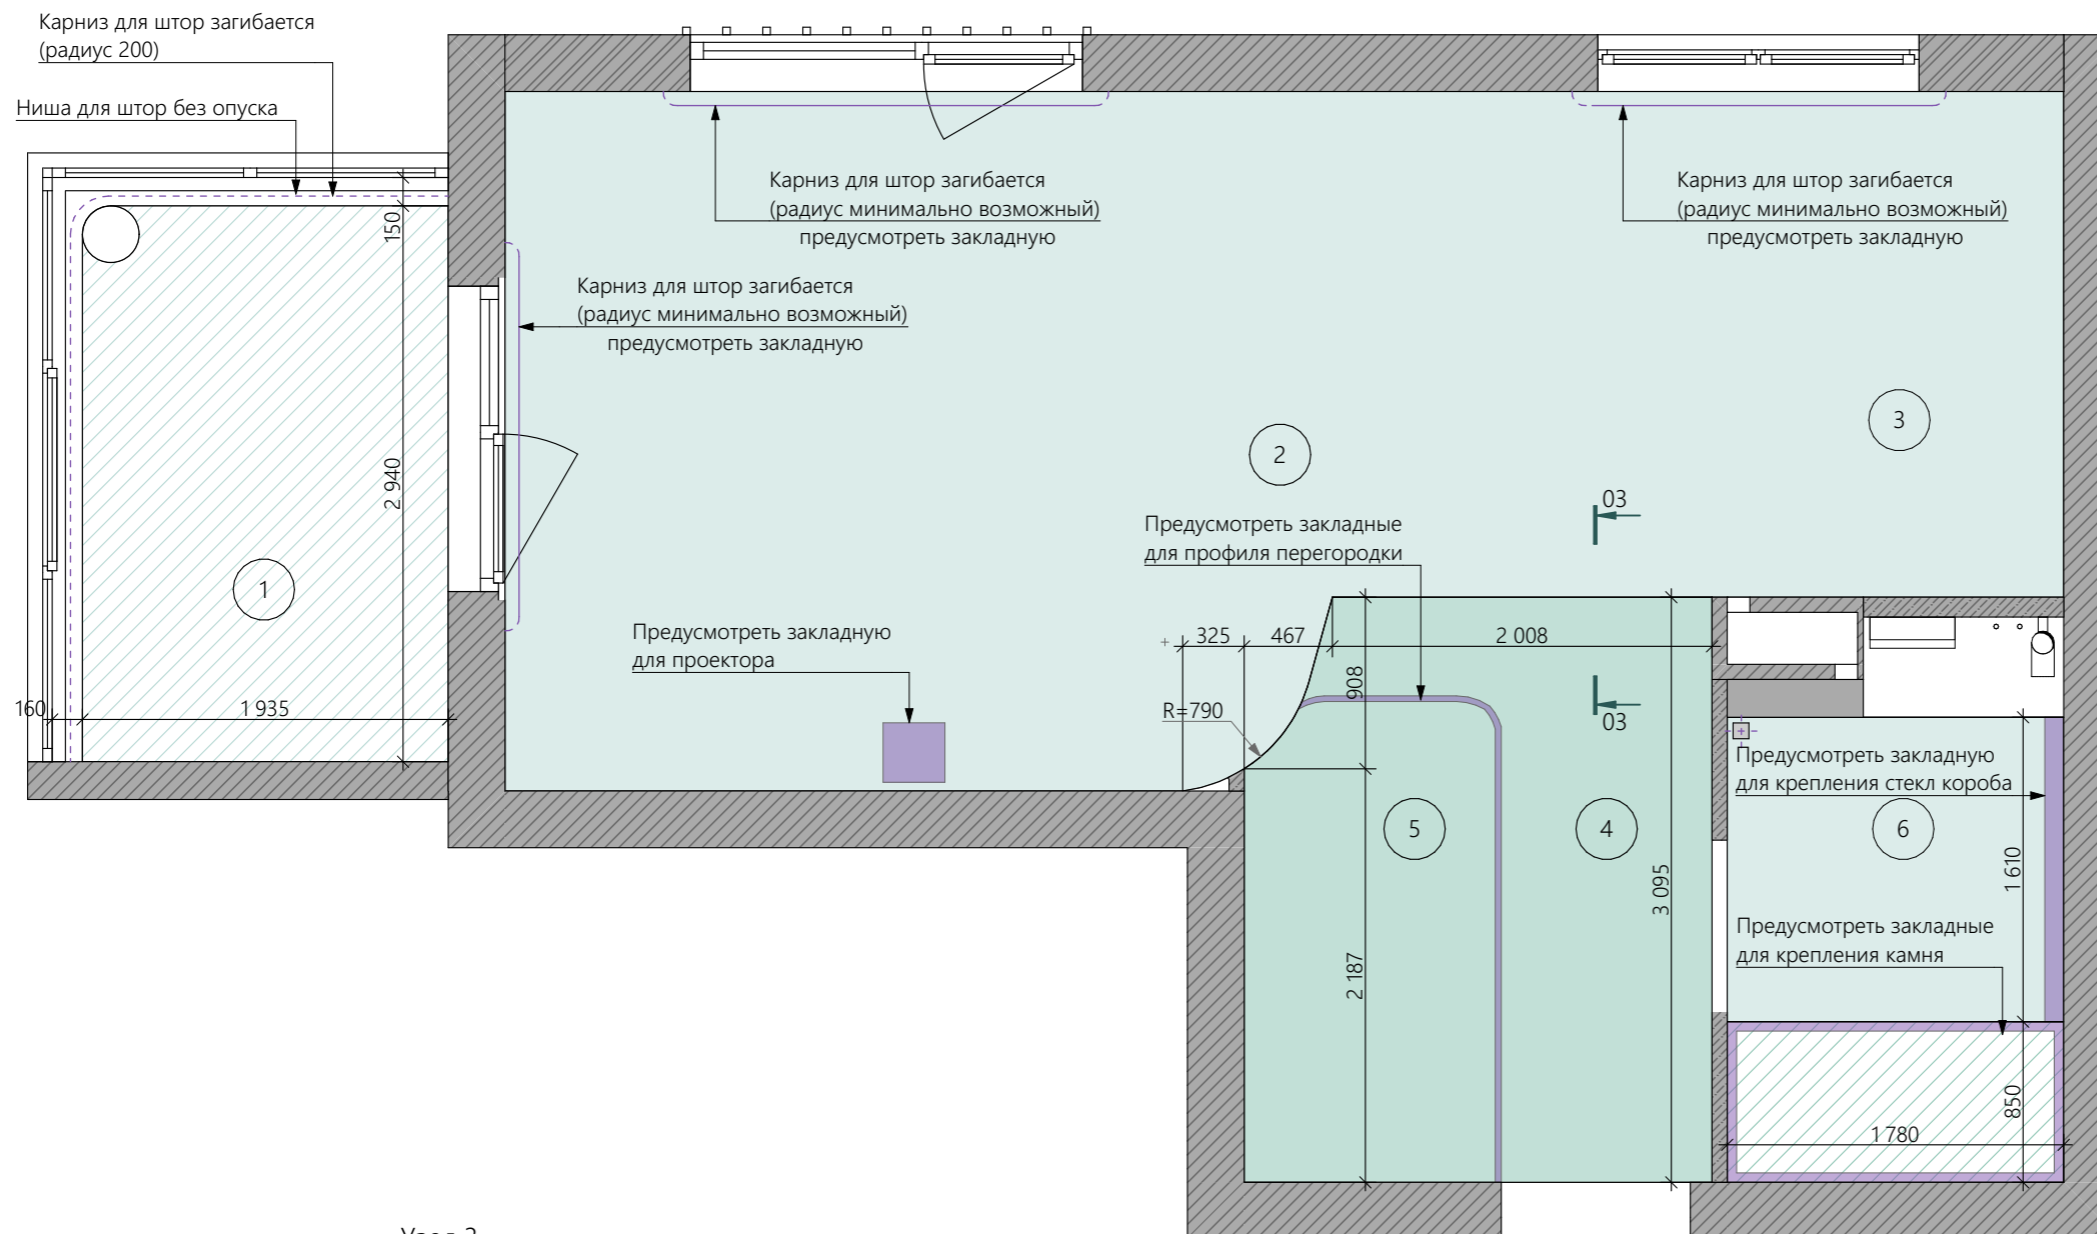 Карниз для штор загибается
(радиус 200)
Ниша для штор без опуска
Карниз для штор загибается
(радиус минимально возможный)
предусмотреть закладную
Карниз для штор загибается
(радиус минимально возможный)
предусмотреть закладную
Карниз для штор загибается
(радиус минимально возможный)
предусмотреть закладную
150
2 940
1
160
1 935
2
3
03
03
Предусмотреть закладные
для профиля перегородки
Предусмотреть закладную
для проектора
325
467
2 008
908
R=790
5
4
3 095
2 187
Предусмотреть закладную
для крепления стекл короба
6
1 610
Предусмотреть закладные
для крепления камня
850
1 780